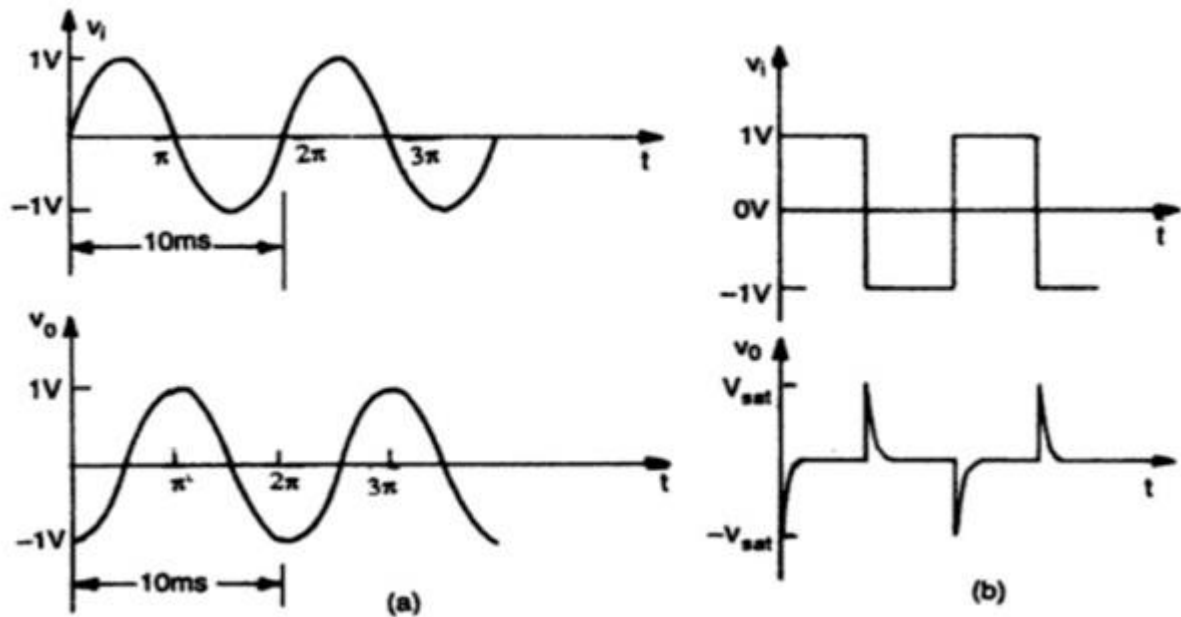 vi
1V
π
2π
3π
t
-1V
10ms
v0
1V
π
2π
3π
t
-1V
10ms
(a)
vi
1V
0V
t
-1V
v0
Vsat
t
-Vsat
(b)